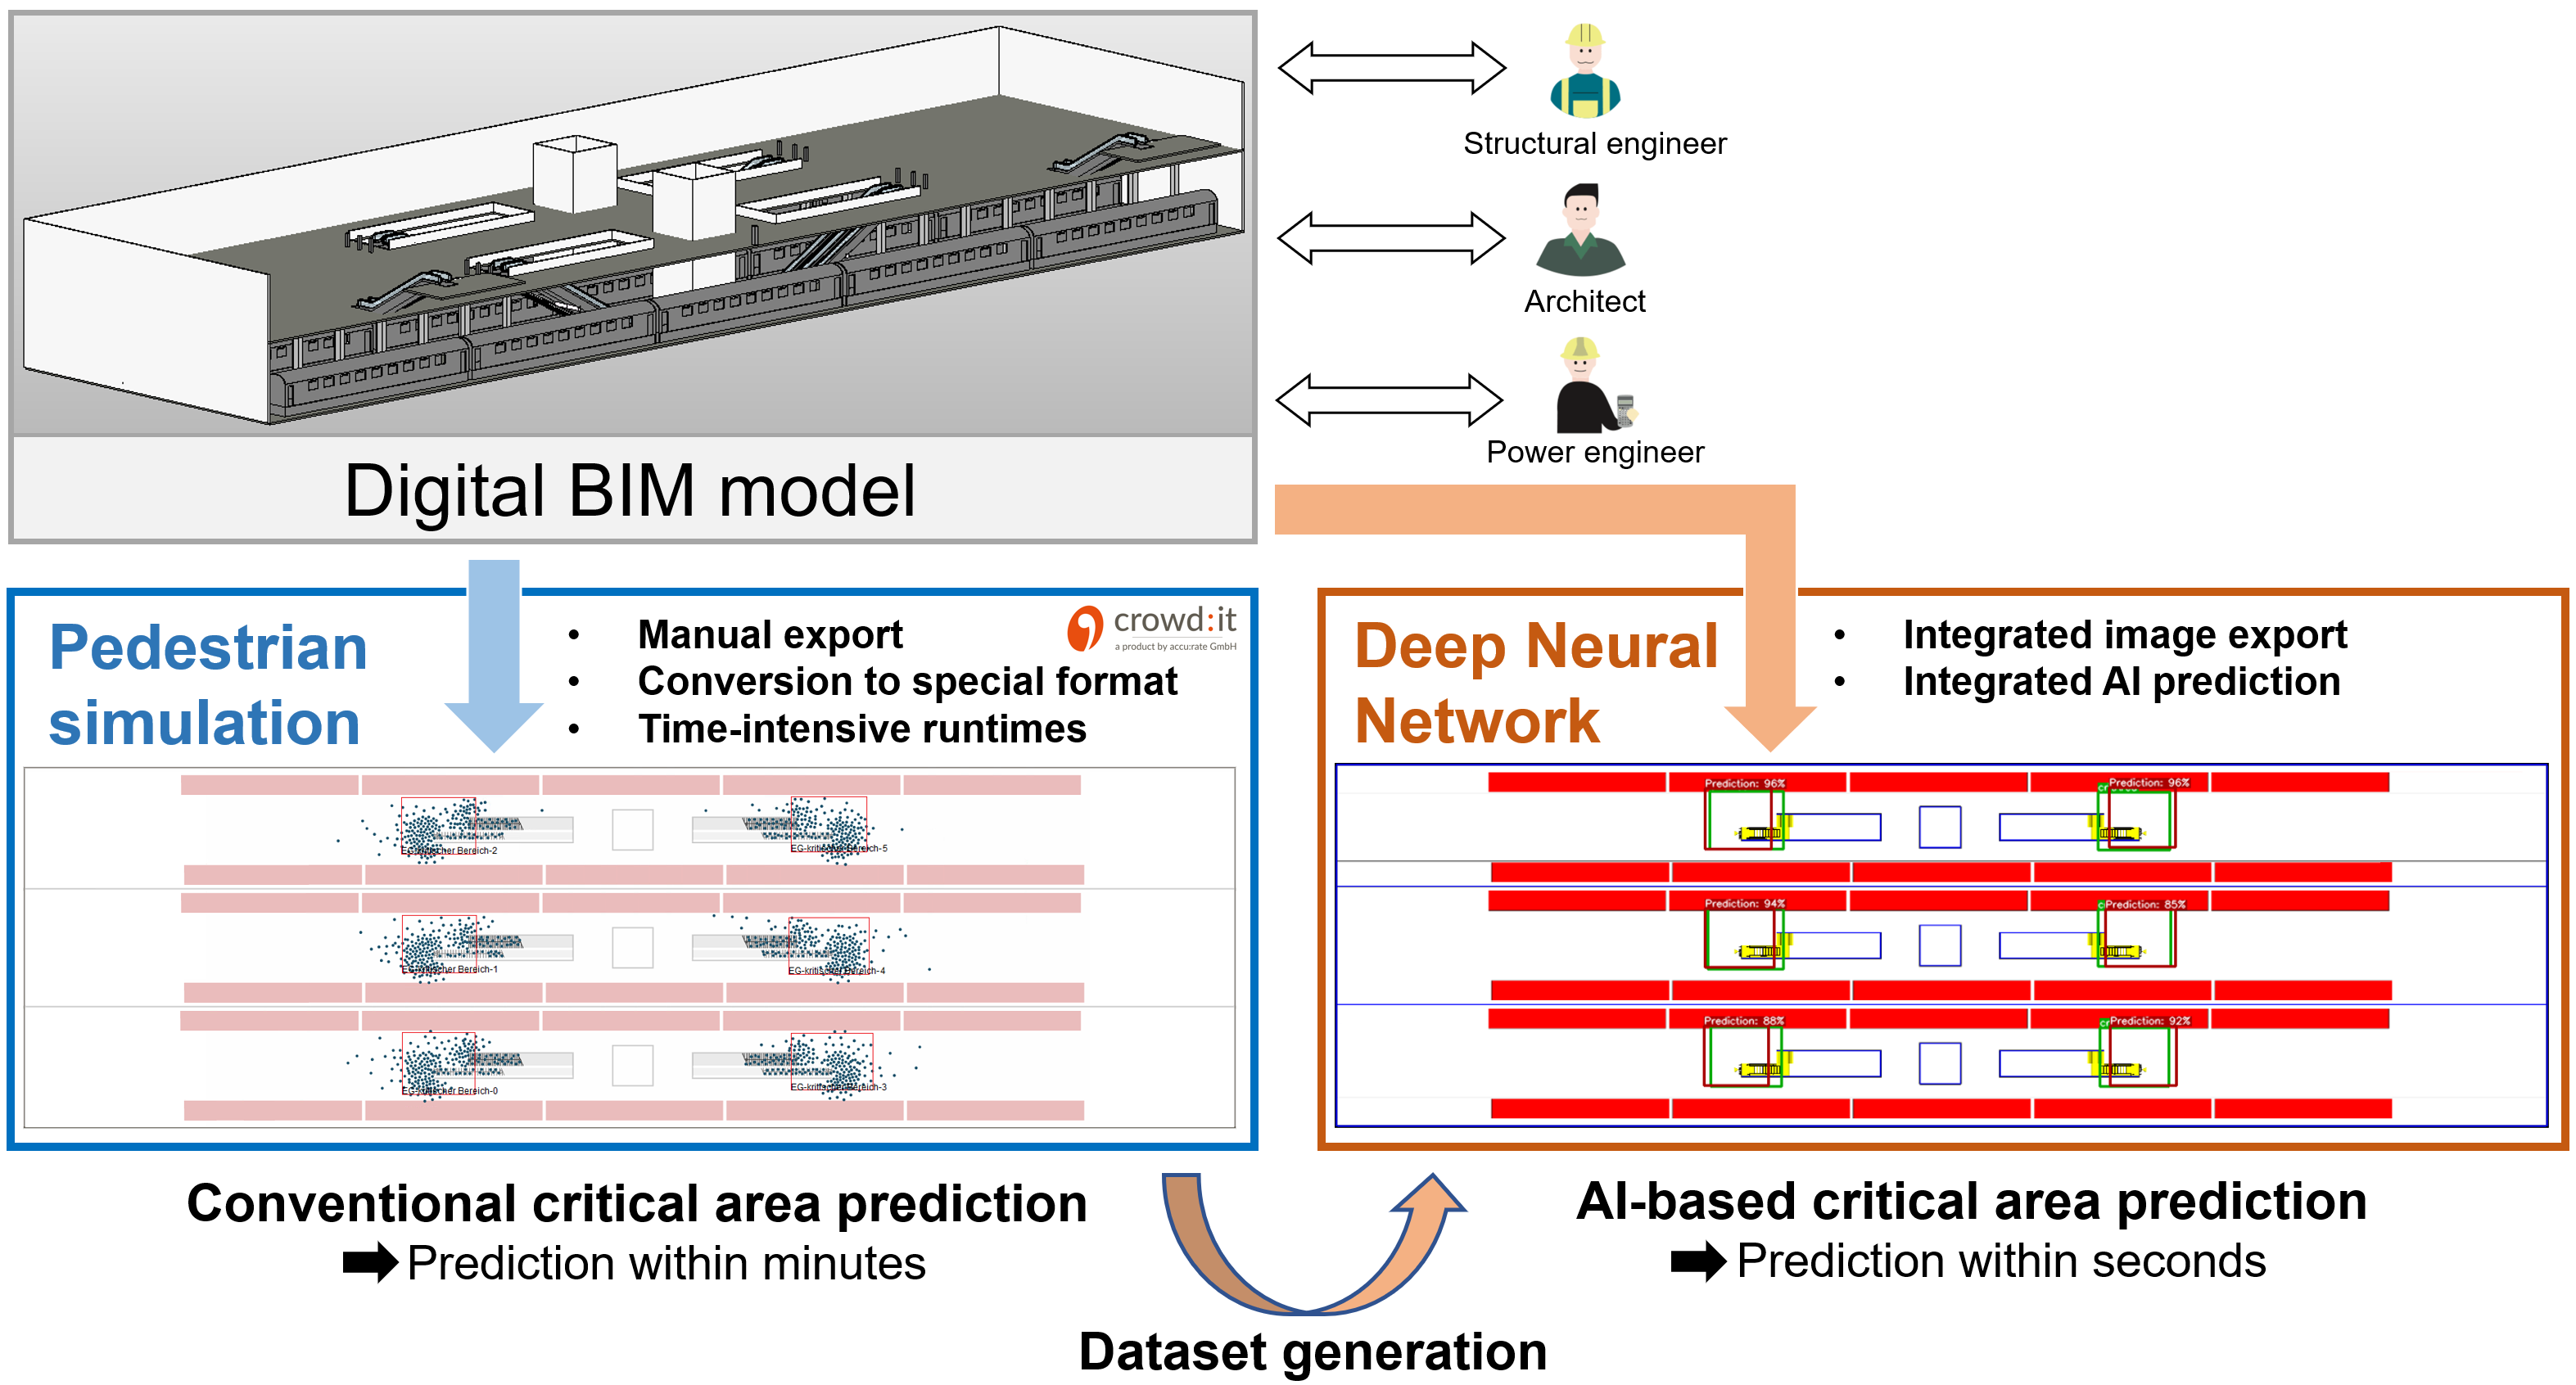 Structural engineer
Architect
Power engineer
Digital BIM model
Pedestrian
simulation
• Manual export
• Conversion to special format
• Time-intensive runtimes
crowd:it
a product by accu:rate GmbH
EG-kritischer Bereich-2
EG-kritischer Bereich-5
EG-kritischer Bereich-1
EG-kritischer Bereich-4
EG-kritischer Bereich-0
EG-kritischer Bereich-3
Deep Neural
Network
• Integrated image export
• Integrated AI prediction
Prediction: 96%
Prediction: 96%
Prediction: 94%
Prediction: 85%
Prediction: 88%
Prediction: 92%
Conventional critical area prediction
Prediction within minutes
AI-based critical area prediction
Prediction within seconds
Dataset generation